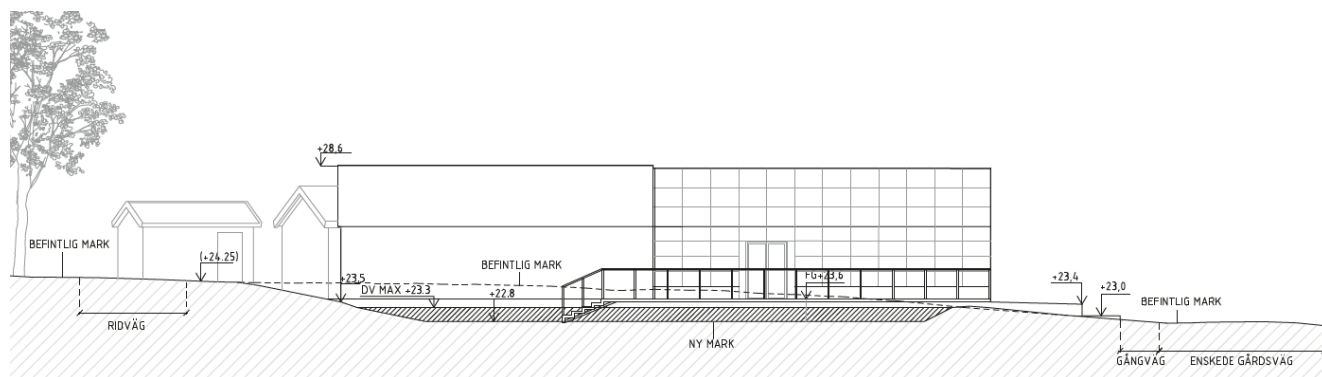 +28,6
BEFINTLIG MARK
(+24.25)
BEFINTLIG MARK
+23,5
DV MAX +23.3
+22,8
FG+23,6
+23,4
+23,0
BEFINTLIG MARK
RIDVÄG
NY MARK
GÅNGVÄG
ENSKEDE GÅRDSVÄG